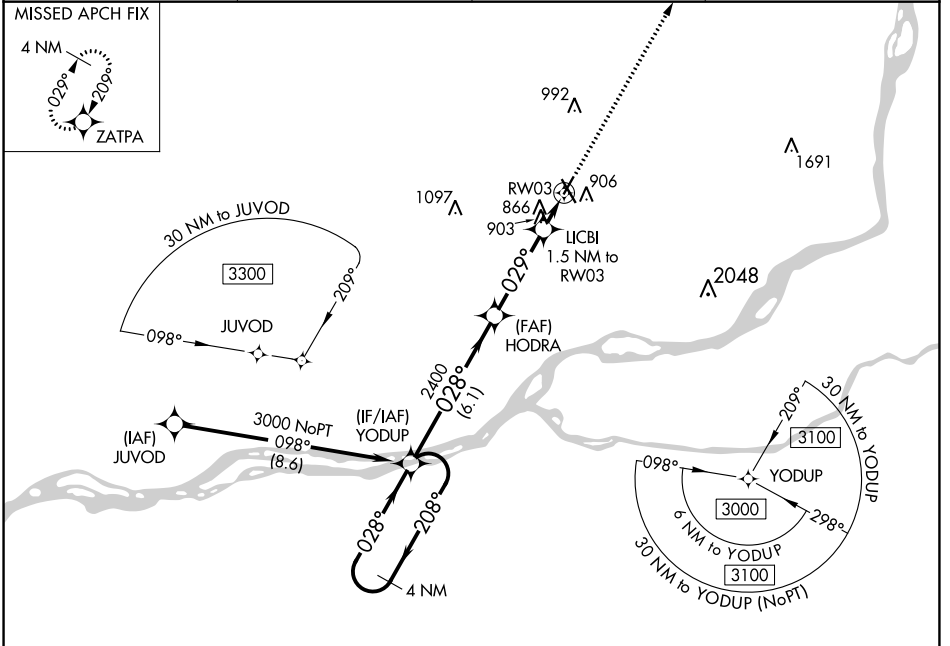 MISSED APCH FIX
4 NM
029°
209°
ZATPA
992
1691
RW03
906
866
903
1097
LICBI
1.5 NM to
RW03
2048
029°
30 NM to JUVOD
3300
209°
098°
JUVOD
(FAF)
HODRA
2400
028°
(6.1)
(IAF)
JUVOD
3000 NoPT
098°
(8.6)
(IF/IAF)
YODUP
028°
208°
4 NM
30 NM to YODUP
209°
3100
098°
YODUP
3000
298°
6 NM to YODUP
3100
30 NM to YODUP (NoPT)